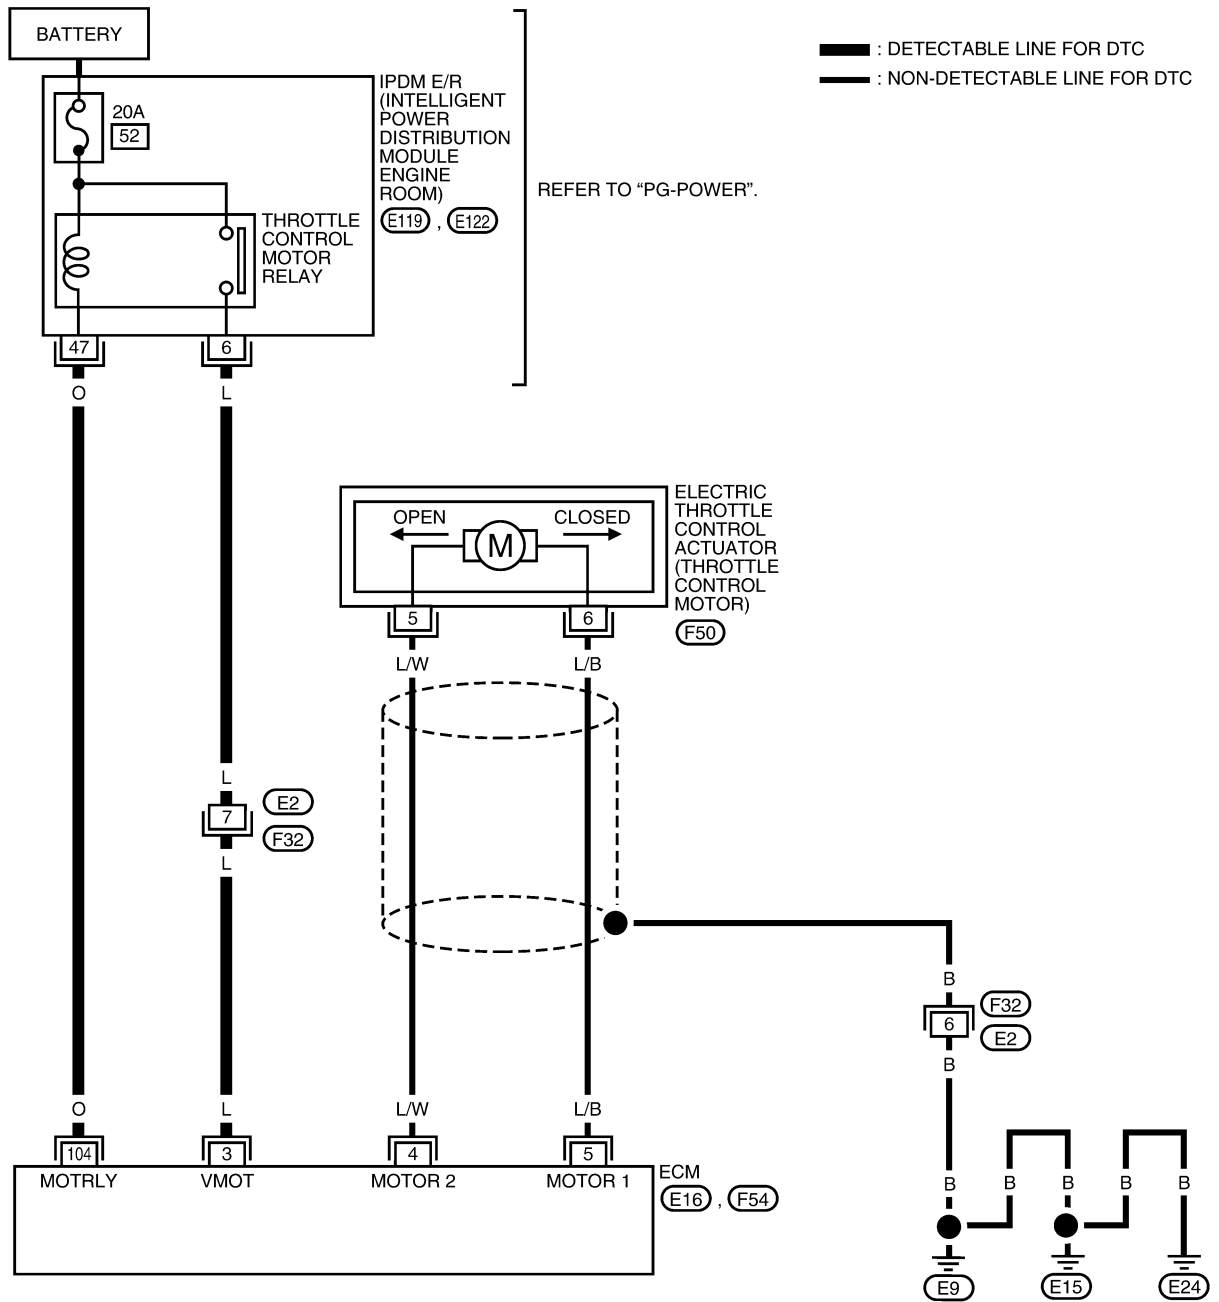 BATTERY
: DETECTABLE LINE FOR DTC
: NON-DETECTABLE LINE FOR DTC
20A
52
IPDM E/R
(INTELLIGENT
POWER
DISTRIBUTION
MODULE
ENGINE
ROOM)
E119 , E122
REFER TO “PG-POWER”.
THROTTLE
CONTROL
MOTOR
RELAY
47
6
O
L
ELECTRIC
THROTTLE
CONTROL
ACTUATOR
(THROTTLE
CONTROL
MOTOR)
F50
OPEN
CLOSED
M
5
6
L/W
L/B
L
7
E2
F32
L
B
6
F32
E2
B
O
L
L/W
L/B
104
3
4
5
MOTRLY
VMOT
MOTOR 2
MOTOR 1
ECM
E16 , F54
B
B
B
B
B
E9
E15
E24